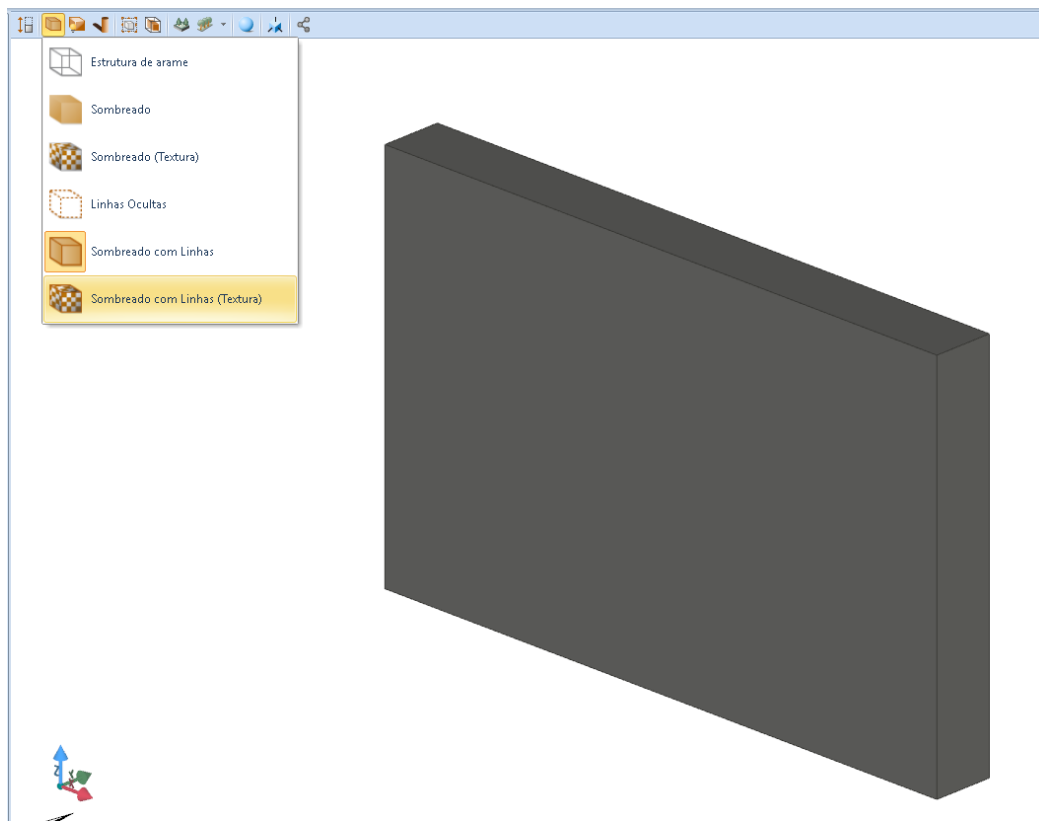 Estrutura de arame
Sombreado
Sombreado (Textura)
Linhas Ocultas
Sombreado com Linhas
Sombreado com Linhas (Textura)
Z